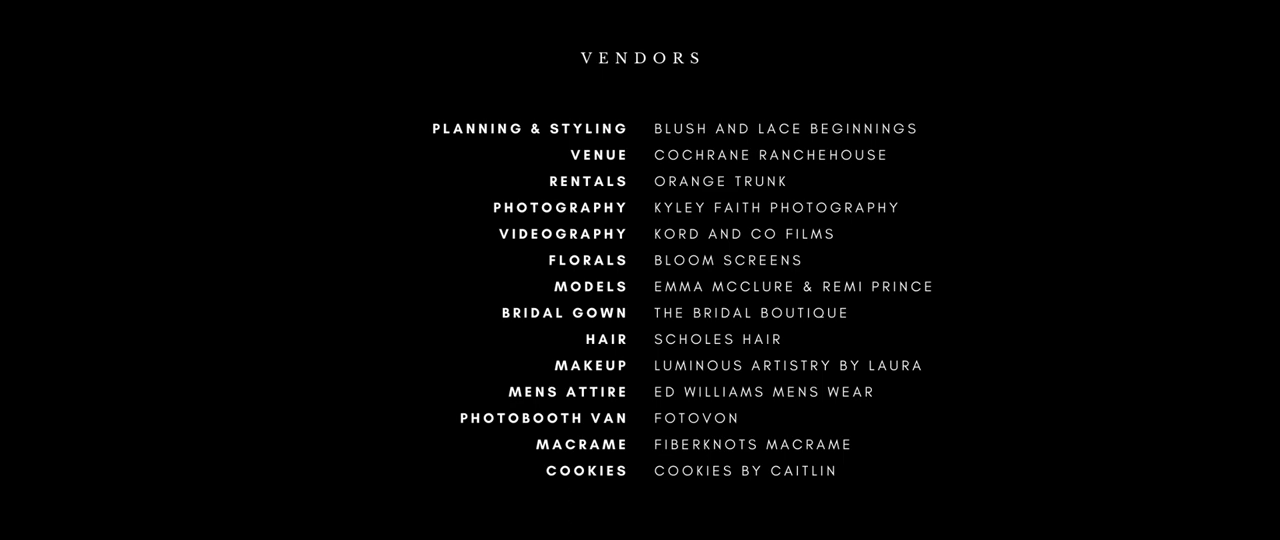 VENDORS
PLANNING & STYLING BLUSH AND LACE BEGINNINGS
VENUE COCHRANE RANCHEHOUSE
RENTALS ORANGE TRUNK
PHOTOGRAPHY KYLEY FAITH PHOTOGRAPHY
VIDEOGRAPHY KORD AND CO FILMS
FLORALS BLOOM SCREENS
MODELS EMMA MCCLURE & REMI PRINCE
BRIDAL GOWN THE BRIDAL BOUTIQUE
HAIR SCHOLES HAIR
MAKEUP LUMINOUS ARTISTRY BY LAURA
MENS ATTIRE ED WILLIAMS MENS WEAR
PHOTOBOOTH VAN FOTOVON
MACRAME FIBERKNOTS MACRAME
COOKIES COOKIES BY CAITLIN